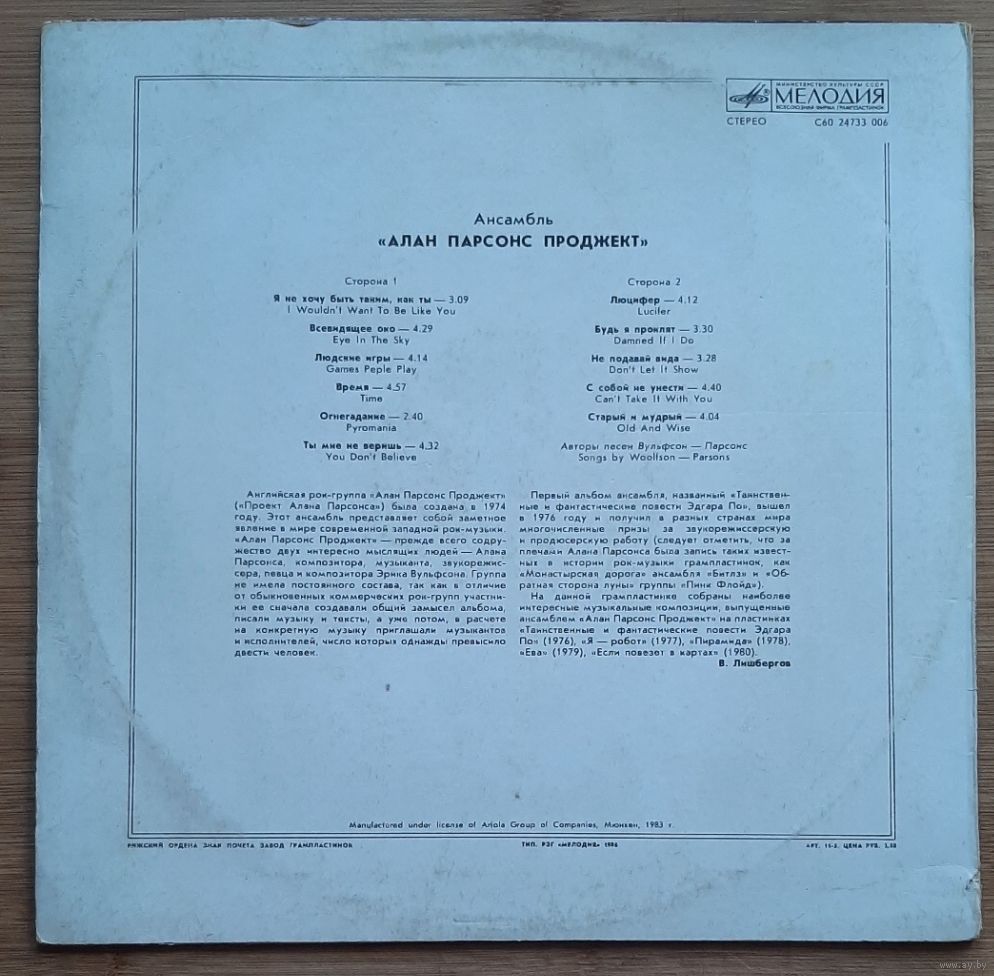 МИНИСТЕРСТВО КУЛЬТУРЫ СССР
МЕЛОДИЯ
ВСЕСОЮЗНАЯ ФИРМА ГРАМПЛАСТИНОК
СТЕРЕО С60 24733 006
Ансамбль
«АЛАН ПАРСОНС ПРОДЖЕКТ»
Сторона 1
Я не хочу быть таким, как ты — 3.09
I Wouldn't Want To Be Like You
Всевидящее око — 4.29
Eye In The Sky
Людские игры — 4.14
Games Peple Play
Время — 4.57
Time
Огнегадание — 2.40
Pyromania
Ты мне не веришь — 4.32
You Don't Believe
Сторона 2
Люцифер — 4.12
Lucifer
Будь я проклят — 3.30
Damned If I Do
Не подавай вида — 3.28
Don't Let It Show
С собой не унести — 4.40
Can't Take It With You
Старый и мудрый — 4.04
Old And Wise
Авторы песен Вульфсон — Парсонс
Songs by Woolfson — Parsons
Английская рок-группа «Алан Парсонс Проджект»
(«Проект Алана Парсонса») была создана в 1974
году. Этот ансамбль представляет собой заметное
явление в мире современной западной рок-музыки.
«Алан Парсонс Проджект» — прежде всего содру-
жество двух интересно мыслящих людей — Алана
Парсонса, композитора, музыканта, звукорежис-
сера, певца и композитора Эрика Вульфсона. Группа
не имела постоянного состава, так как в отличие
от обыкновенных коммерческих рок-групп участни-
ки ее сначала создавали общий замысел альбома,
писали музыку и тексты, а уже потом, в расчете
на конкретную музыку приглашали музыкантов
и исполнителей, число которых однажды превысило
двести человек.
Первый альбом ансамбля, названный «Таинствен-
ные и фантастические повести Эдгара По», вышел
в 1976 году и получил в разных странах мира
многочисленные призы за звукорежиссерскую
и продюсерскую работу (следует отметить, что за
плечами Алана Парсонса была запись таких извест-
ных в истории рок-музыки грампластинок, как
«Монастырская дорога» ансамбля «Битлз» и «Об-
ратная сторона луны» группы «Пинк Флойд»).
На данной грампластинке собраны наиболее
интересные музыкальные композиции, выпущенные
ансамблем «Алан Парсонс Проджект» на пластинках
«Таинственные и фантастические повести Эдгара
По» (1976), «Я — робот» (1977), «Пирамида» (1978),
«Ева» (1979), «Если повезет в картах» (1980).
В. Лишбергов
Manufactured under license of Ariola Group of Companies, Мюнхен, 1983 г.
РИЖСКИЙ ОРДЕНА ЗНАК ПОЧЕТА ЗАВОД ГРАМПЛАСТИНОК ТИП. РЗГ «МЕЛОДИЯ» 1986 АРТ. 11-2. ЦЕНА РУБ.
www.ay.by